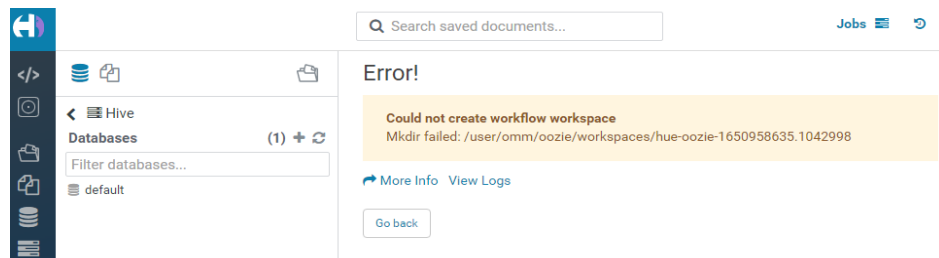 Search saved documents...
Jobs
</>
Hive
Databases (1)
Filter databases...
default
Error!
Could not create workflow workspace
Mkdir failed: /user/omm/oozie/workspaces/hue-oozie-1650958635.1042998
More Info View Logs
Go back